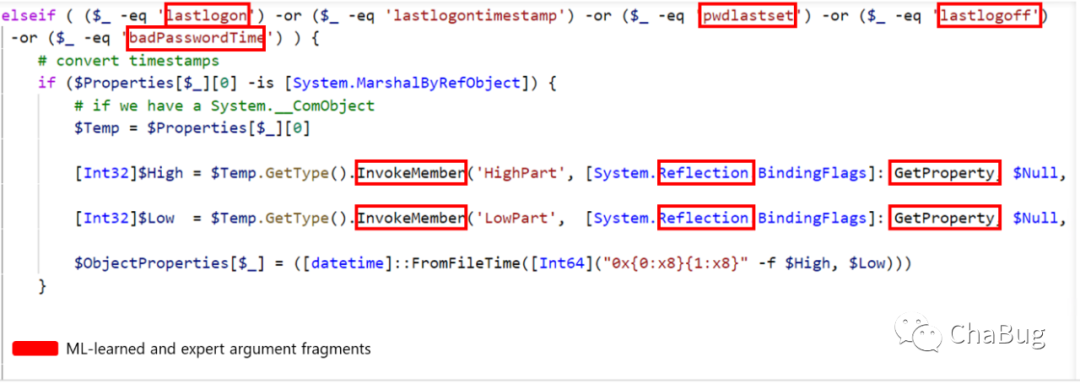 elseif ( ($_ -eq 'lastlogon') -or ($_ -eq 'lastlogontimestamp') -or ($_ -eq 'pwdlastset') -or ($_ -eq 'lastlogoff')
-or ($_ -eq 'badPasswordTime') ) {
# convert timestamps
if ($Properties[$_][0] -is [System.MarshalByRefObject]) {
# if we have a System.__ComObject
$Temp = $Properties[$_][0]
[Int32]$High = $Temp.GetType().InvokeMember('HighPart', [System.Reflection.BindingFlags]: GetProperty, $Null,
[Int32]$Low = $Temp.GetType().InvokeMember('LowPart', [System.Reflection.BindingFlags]: GetProperty, $Null,
$ObjectProperties[$_] = ([datetime]::FromFileTime([Int64]("0x{0:x8}{1:x8}" -f $High, $Low)))
}
ML-learned and expert argument fragments
ChaBug